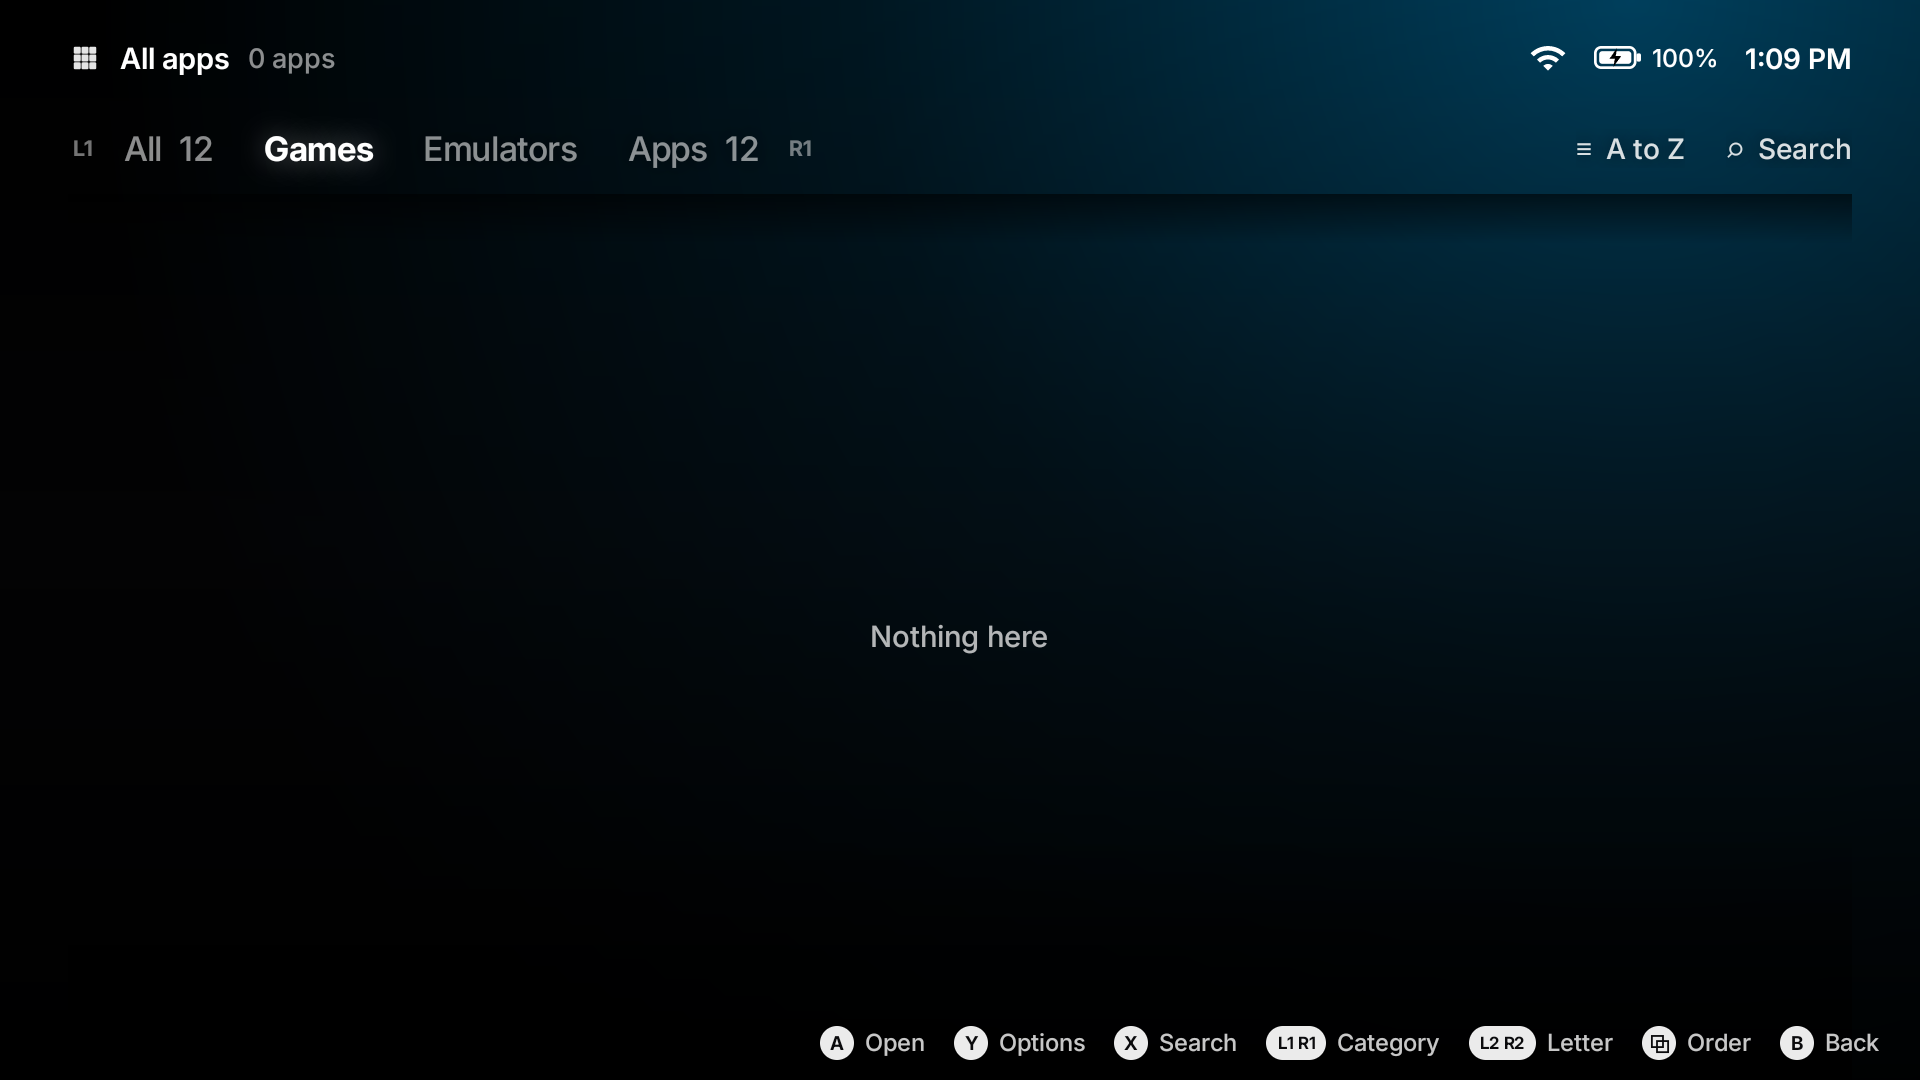 All apps 0 apps
100% 1:09 PM
L1 All 12 Games Emulators Apps 12 R1
A to Z Search
Nothing here
A Open Y Options X Search L1 R1 Category L2 R2 Letter Order B Back